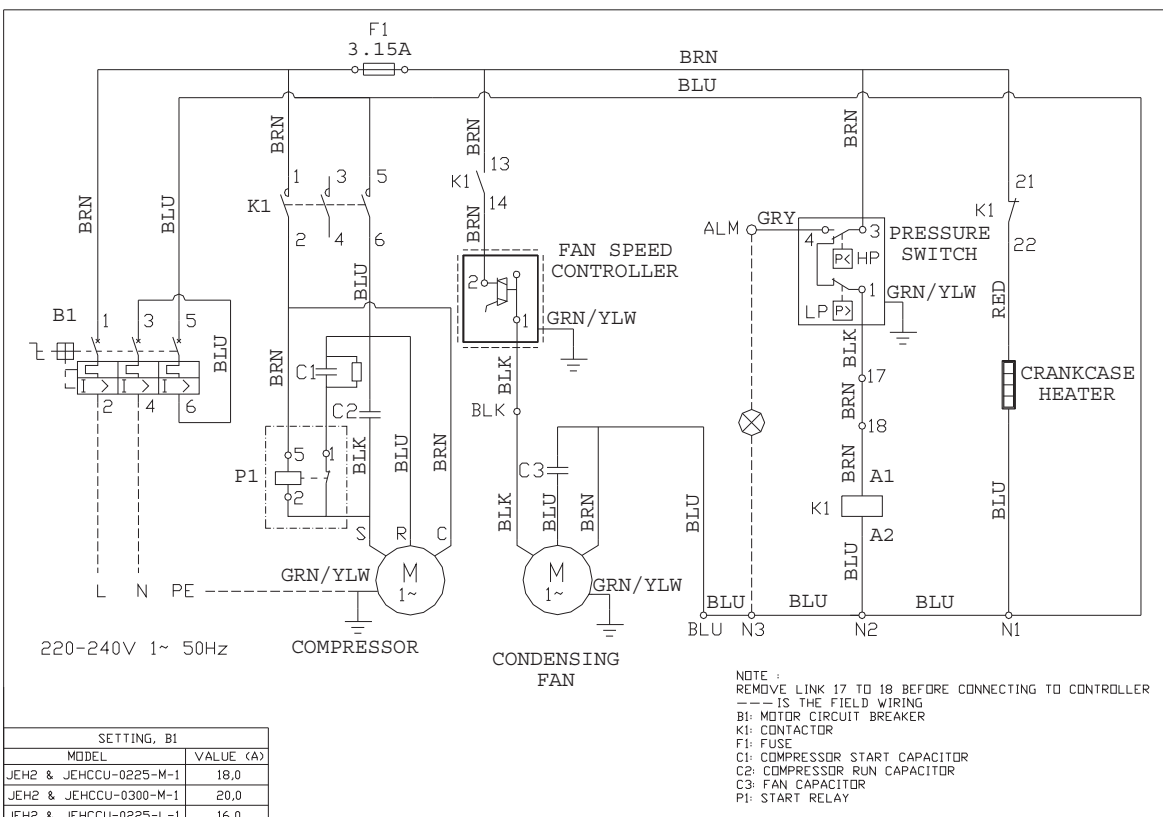 F1
3.15A
BRN
BLU
BRN
BRN
BRN
BRN
BLU
1
3
5
K1
2
4
6
BLU
K1
13
14
BRN
FAN SPEED
CONTROLLER
2
1
GRN/YLW
ALM
GRY
4
3
P<
HP
1
LP
P>
PRESSURE
SWITCH
GRN/YLW
21
K1
22
RED
B1
1
3
5
BLU
I >
I >
I >
2
4
6
BRN
C1
C2
BLK
BLU
BRN
P1
5
1
2
BLK
BLK
C3
BLK
BLU
BRN
BLU
BLK
17
BRN
18
BRN
A1
K1
A2
BLU
CRANKCASE
HEATER
BLU
S
R
C
M
1~
GRN/YLW
COMPRESSOR
M
1~
GRN/YLW
CONDENSING
FAN
L
N
PE
220-240V 1~ 50Hz
BLU
BLU
BLU
BLU
N3
N2
N1
NOTE :
REMOVE LINK 17 TO 18 BEFORE CONNECTING TO CONTROLLER
--- IS THE FIELD WIRING
B1: MOTOR CIRCUIT BREAKER
K1: CONTACTOR
F1: FUSE
C1: COMPRESSOR START CAPACITOR
C2: COMPRESSOR RUN CAPACITOR
C3: FAN CAPACITOR
P1: START RELAY
SETTING, B1
MODEL VALUE (A)
JEH2 & JEHCCU-0225-M-1 18,0
JEH2 & JEHCCU-0300-M-1 20,0
JEH2 & JEHCCU-0225-L-1 16,0